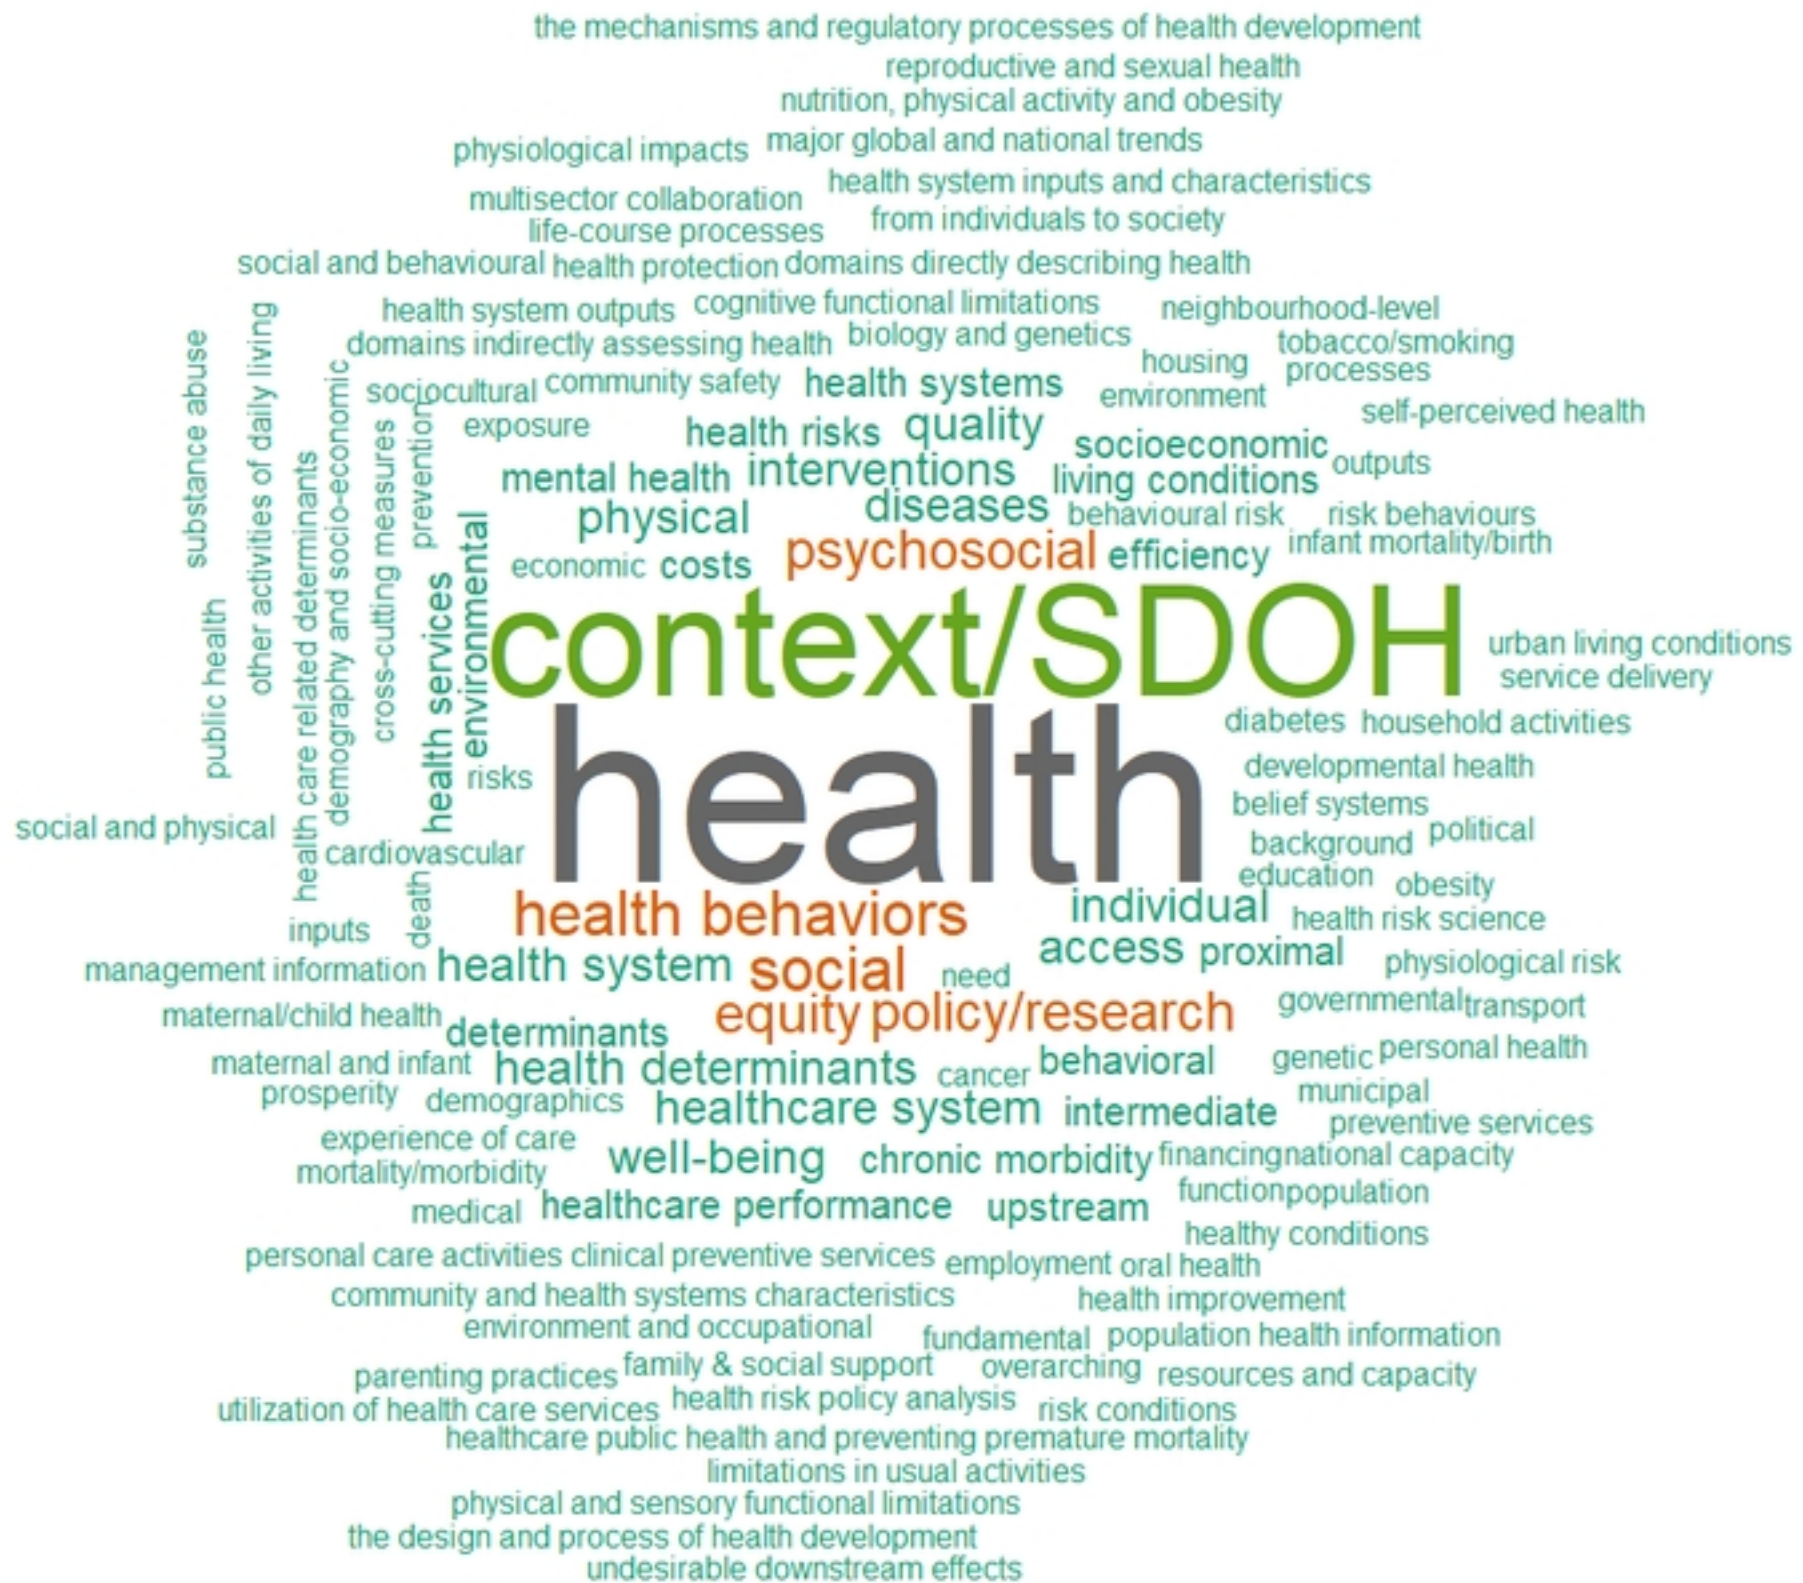 the mechanisms and regulatory processes of health development
reproductive and sexual health
nutrition, physical activity and obesity
physiological impacts
major global and national trends
multisector collaboration
health system inputs and characteristics
life-course processes
from individuals to society
social and behavioural
health protection
domains directly describing health
health system outputs
cognitive functional limitations
neighbourhood-level
domains indirectly assessing health
biology and genetics
tobacco/smoking
housing
processes
sociocultural
community safety
health systems
environment
self-perceived health
exposure
health risks
quality
socioeconomic
outputs
mental health
interventions
living conditions
diseases
physical
behavioural risk
risk behaviours
economic
costs
psychosocial
efficiency
infant mortality/birth
substance abuse
public health
other activities of daily living
health care related determinants
demography and socio-economic
cross-cutting measures
prevention
health services
environmental
context/SDOH
urban living conditions
service delivery
health
diabetes
household activities
risks
developmental health
belief systems
social and physical
cardiovascular
background
political
education
obesity
death
inputs
health behaviors
individual
health risk science
management information
health system
social
need
access
proximal
physiological risk
maternal/child health
determinants
equity
policy/research
governmental
transport
maternal and infant
health determinants
cancer
behavioral
genetic
personal health
prosperity
demographics
healthcare system
intermediate
municipal
preventive services
experience of care
mortality/morbidity
well-being
chronic morbidity
financing
national capacity
medical
healthcare performance
upstream
function
population
healthy conditions
personal care activities
clinical preventive services
employment
oral health
community and health systems characteristics
health improvement
environment and occupational
fundamental
population health information
parenting practices
family & social support
overarching
resources and capacity
utilization of health care services
health risk policy analysis
risk conditions
healthcare public health and preventing premature mortality
limitations in usual activities
physical and sensory functional limitations
the design and process of health development
undesirable downstream effects